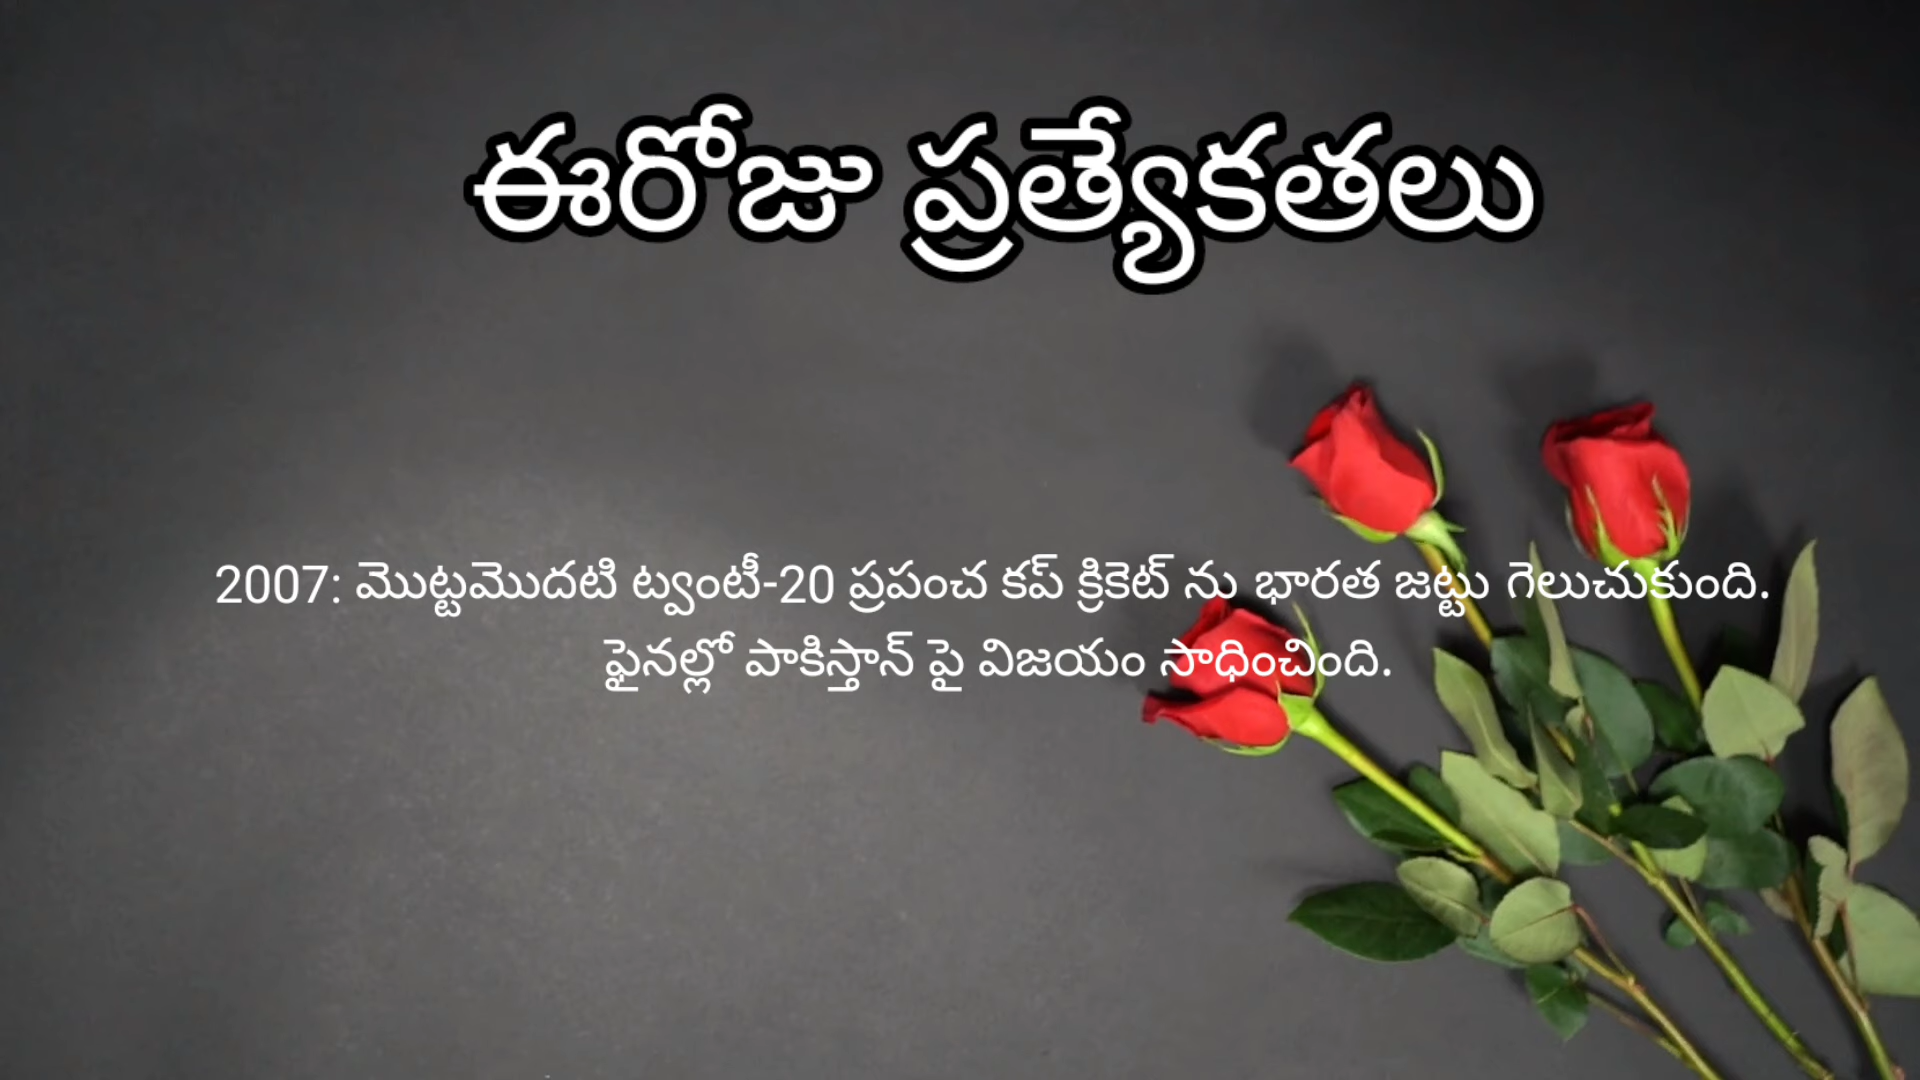 ఈరోజు ప్రత్యేకతలు
2007: మొట్టమొదటి ట్వంటీ-20 ప్రపంచ కప్ క్రికెట్ ను భారత జట్టు గెలుచుకుంది.
ఫైనల్లో పాకిస్తాన్ పై విజయం సాధించింది.